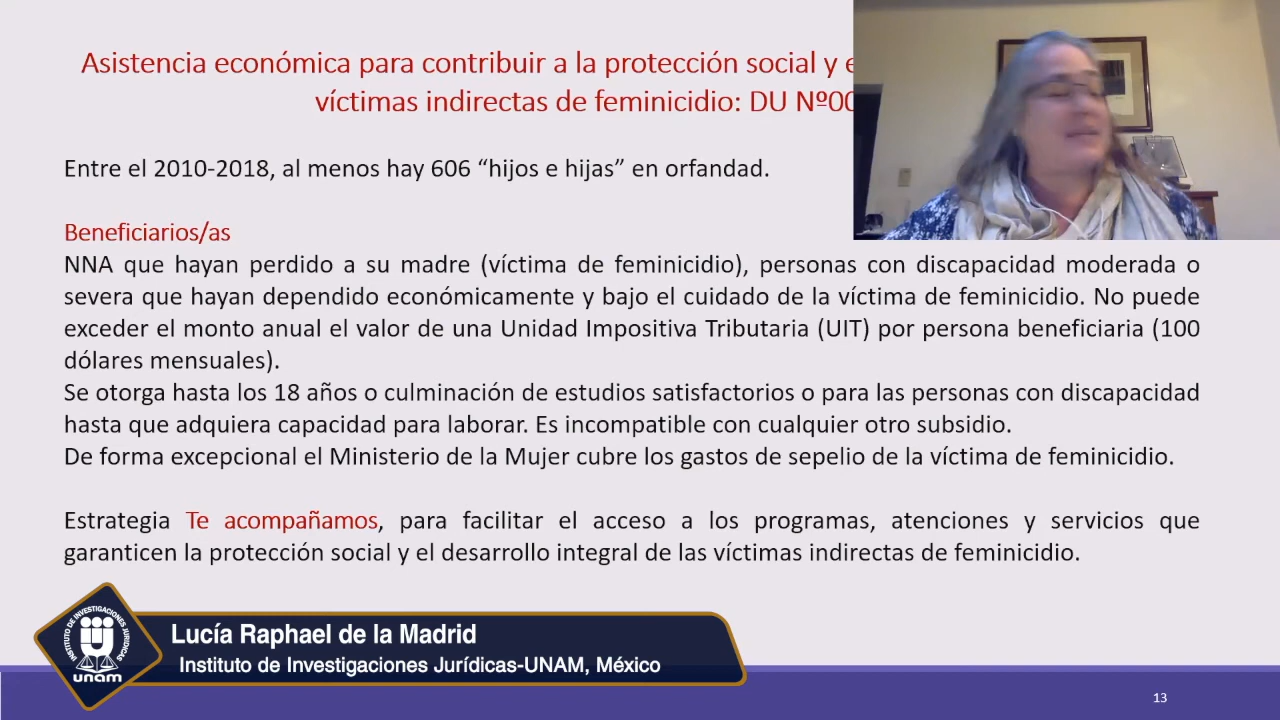 Asistencia económica para contribuir a la protección social y
víctimas indirectas de feminicidio: DU Nº00
Entre el 2010-2018, al menos hay 606 “hijos e hijas” en orfandad.
Beneficiarios/as
NNA que hayan perdido a su madre (víctima de feminicidio), personas con discapacidad moderada o
severa que hayan dependido económicamente y bajo el cuidado de la víctima de feminicidio. No puede
exceder el monto anual el valor de una Unidad Impositiva Tributaria (UIT) por persona beneficiaria (100
dólares mensuales).
Se otorga hasta los 18 años o culminación de estudios satisfactorios o para las personas con discapacidad
hasta que adquiera capacidad para laborar. Es incompatible con cualquier otro subsidio.
De forma excepcional el Ministerio de la Mujer cubre los gastos de sepelio de la víctima de feminicidio.
Estrategia Te acompañamos, para facilitar el acceso a los programas, atenciones y servicios que
garanticen la protección social y el desarrollo integral de las víctimas indirectas de feminicidio.
INSTITUTO DE INVESTIGACIONES JURÍDICAS
unam
Lucía Raphael de la Madrid
Instituto de Investigaciones Jurídicas-UNAM, México
13